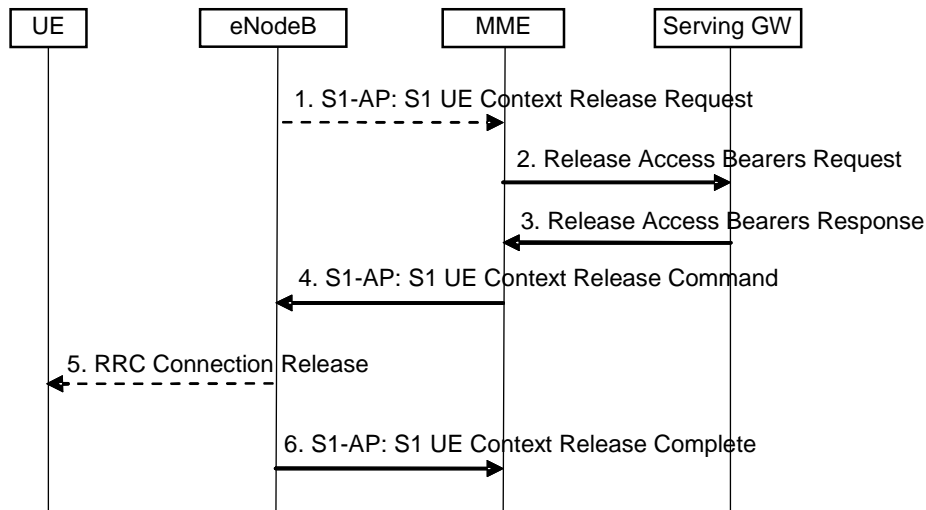 UE
eNodeB
MME
Serving GW
1. S1-AP: S1 UE Context Release Request
2. Release Access Bearers Request
3. Release Access Bearers Response
4. S1-AP: S1 UE Context Release Command
5. RRC Connection Release
6. S1-AP: S1 UE Context Release Complete